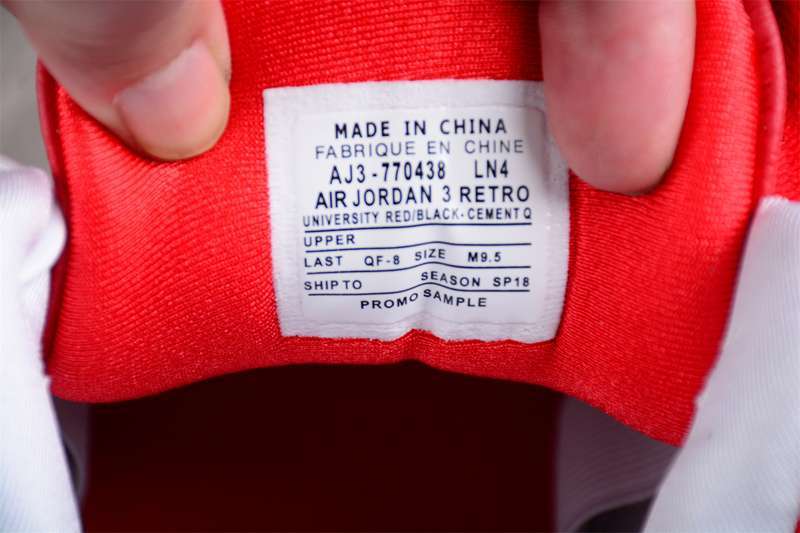 MADE IN CHINA
FABRIQUE EN CHINE
AJ3-770438 LN4
AIR JORDAN 3 RETRO
UNIVERSITY RED/BLACK-CEMENT Q
UPPER
LAST QF-8 SIZE M9.5
SHIP TO SEASON SP18
PROMO SAMPLE